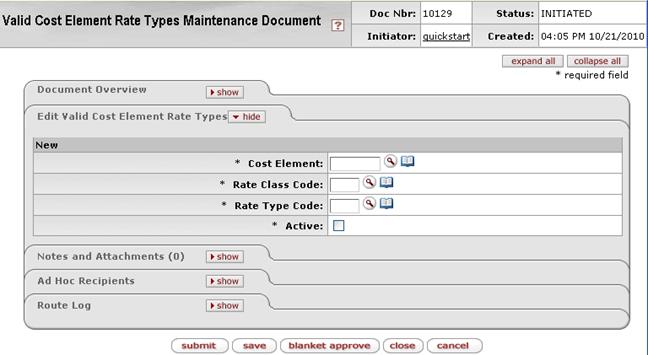 Valid Cost Element Rate Types Maintenance Document ?
Doc Nbr: 10129 Status: INITIATED
Initiator: quickstart Created: 04:05 PM 10/21/2010
expand all collapse all
* required field
Document Overview show
Edit Valid Cost Element Rate Types hide
New
* Cost Element:
* Rate Class Code:
* Rate Type Code:
* Active:
Notes and Attachments (0) show
Ad Hoc Recipients show
Route Log show
submit save blanket approve close cancel